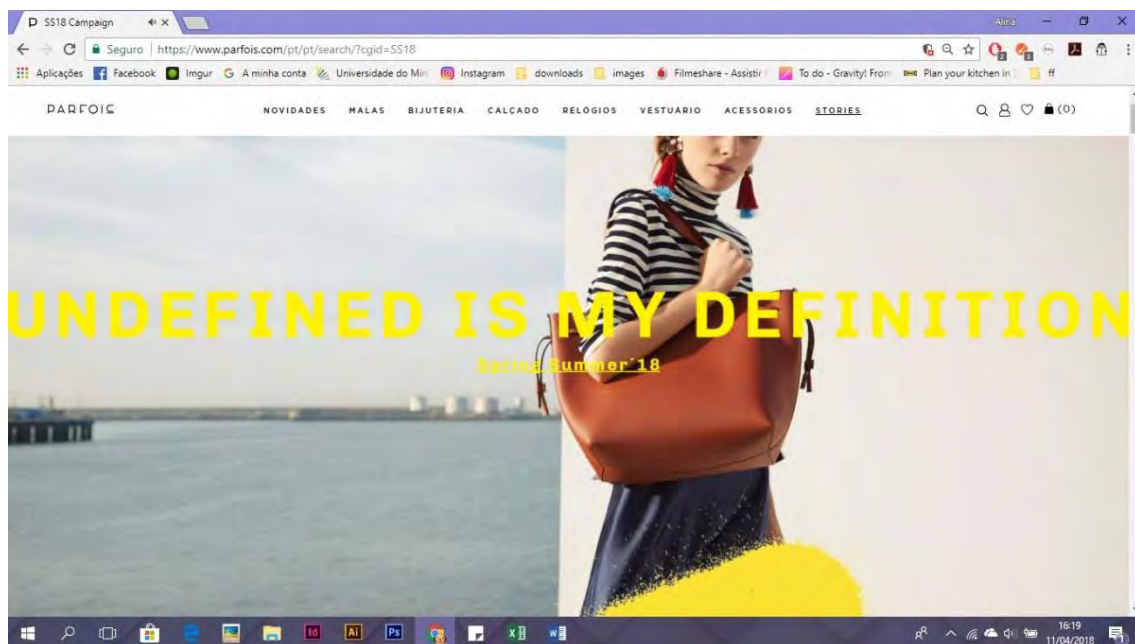 SS18 Campaign
Alina
Seguro | https://www.parfois.com/pt/pt/search/?cgid=SS18
Aplicações Facebook Imgur A minha conta Universidade do Min Instagram downloads images Filmeshare - Assistir To do - Gravity! From Plan your kitchen in ff
PARFOIS NOVIDADES MALAS BIJUTERIA CALÇADO RELÓGIOS VESTUÁRIO ACESSÓRIOS STORIES (0)
UNDEFINED IS MY DEFINITION
Spring Summer´18
16:19
11/04/2018